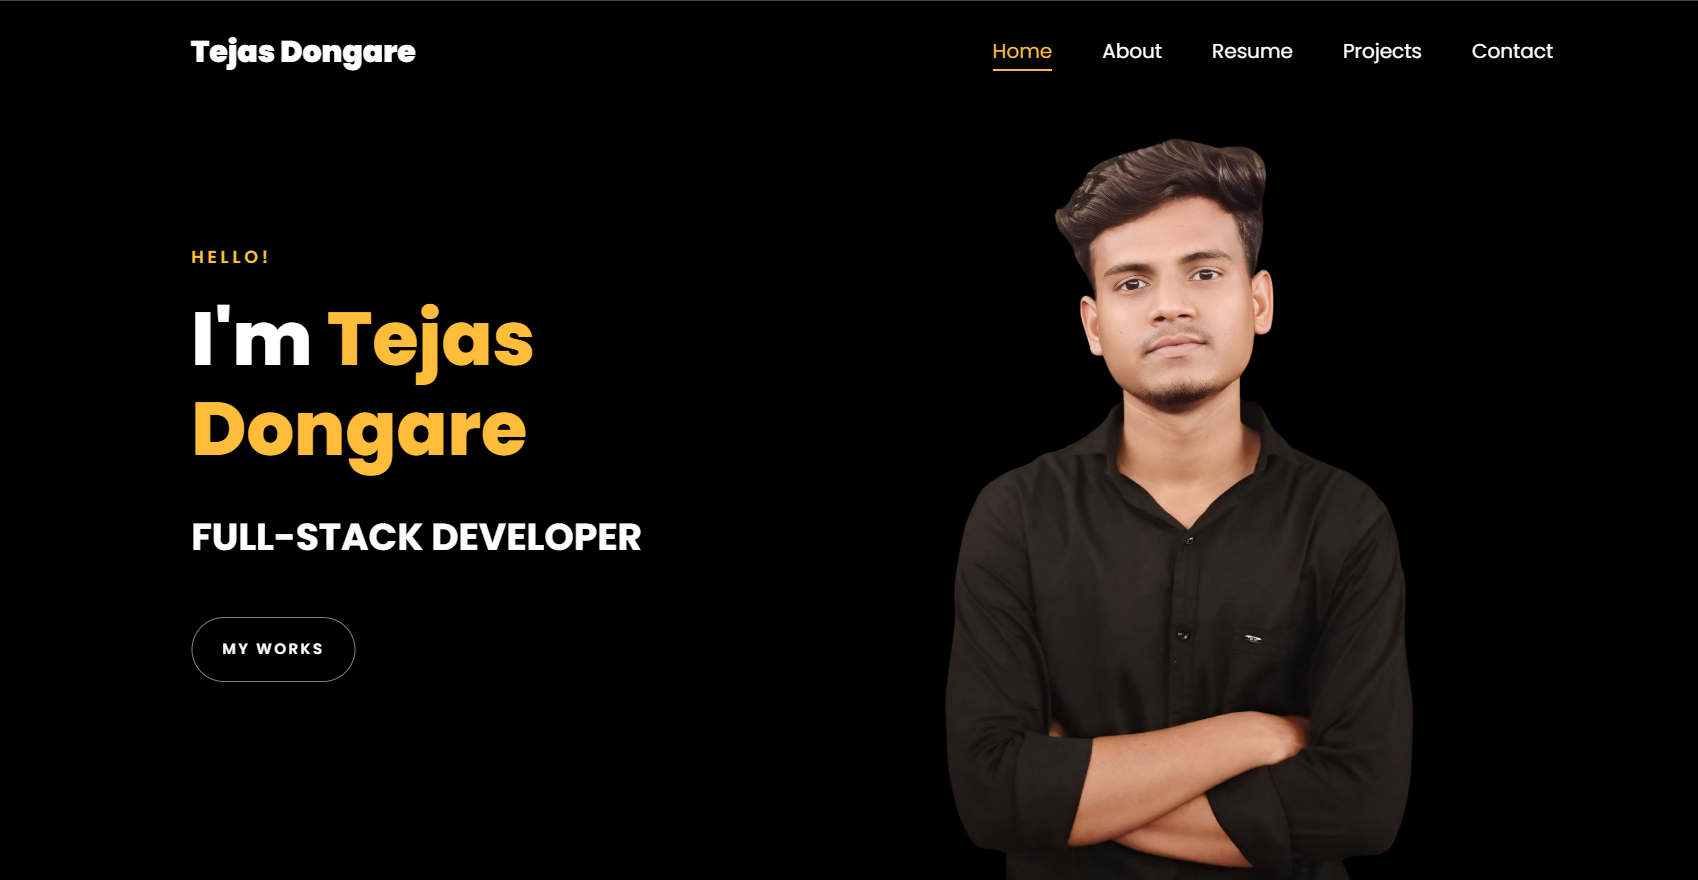 Tejas Dongare
Home About Resume Projects Contact
HELLO!
I'm Tejas
Dongare
FULL-STACK DEVELOPER
MY WORKS